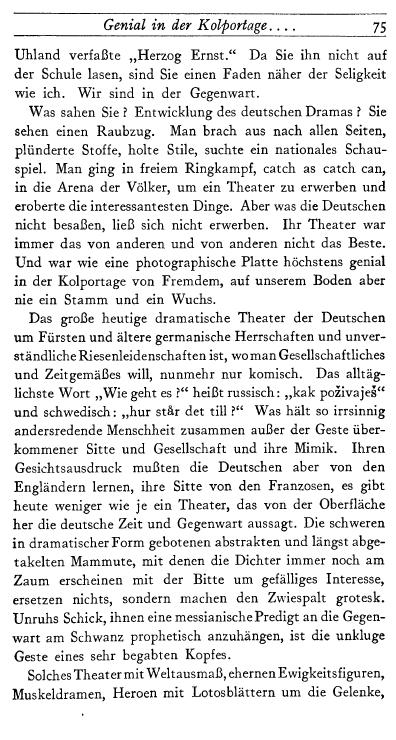 Genial in der Kolportage.... 75
Uhland verfaßte „Herzog Ernst.“ Da Sie ihn nicht auf
der Schule lasen, sind Sie einen Faden näher der Seligkeit
wie ich. Wir sind in der Gegenwart.
Was sahen Sie? Entwicklung des deutschen Dramas? Sie
sehen einen Raubzug. Man brach aus nach allen Seiten,
plünderte Stoffe, holte Stile, suchte ein nationales Schau-
spiel. Man ging in freiem Ringkampf, catch as catch can,
in die Arena der Völker, um ein Theater zu erwerben und
eroberte die interessantesten Dinge. Aber was die Deutschen
nicht besaßen, ließ sich nicht erwerben. Ihr Theater war
immer das von anderen und von anderen nicht das Beste.
Und war wie eine photographische Platte höchstens genial
in der Kolportage von Fremdem, auf unserem Boden aber
nie ein Stamm und ein Wuchs.
Das große heutige dramatische Theater der Deutschen
um Fürsten und ältere germanische Herrschaften und unver-
ständliche Riesenleidenschaften ist, wo man Gesellschaftliches
und Zeitgemäßes will, nunmehr nur komisch. Das alltäg-
lichste Wort „Wie geht es?“ heißt russisch: „kak poživaješ“
und schwedisch: „hur står det till?“ Was hält so irrsinnig
andersredende Menschheit zusammen außer der Geste über-
kommener Sitte und Gesellschaft und ihre Mimik. Ihren
Gesichtsausdruck mußten die Deutschen aber von den
Engländern lernen, ihre Sitte von den Franzosen, es gibt
heute weniger wie je ein Theater, das von der Oberfläche
her die deutsche Zeit und Gegenwart aussagt. Die schweren
in dramatischer Form gebotenen abstrakten und längst abge-
takelten Mammute, mit denen die Dichter immer noch am
Zaum erscheinen mit der Bitte um gefälliges Interesse,
ersetzen nichts, sondern machen den Zwiespalt grotesk.
Unruhs Schick, ihnen eine messianische Predigt an die Gegen-
wart am Schwanz prophetisch anzuhängen, ist die unkluge
Geste eines sehr begabten Kopfes.
Solches Theater mit Weltausmaß, ehernen Ewigkeitsfiguren,
Muskeldramen, Heroen mit Lotosblättern um die Gelenke,